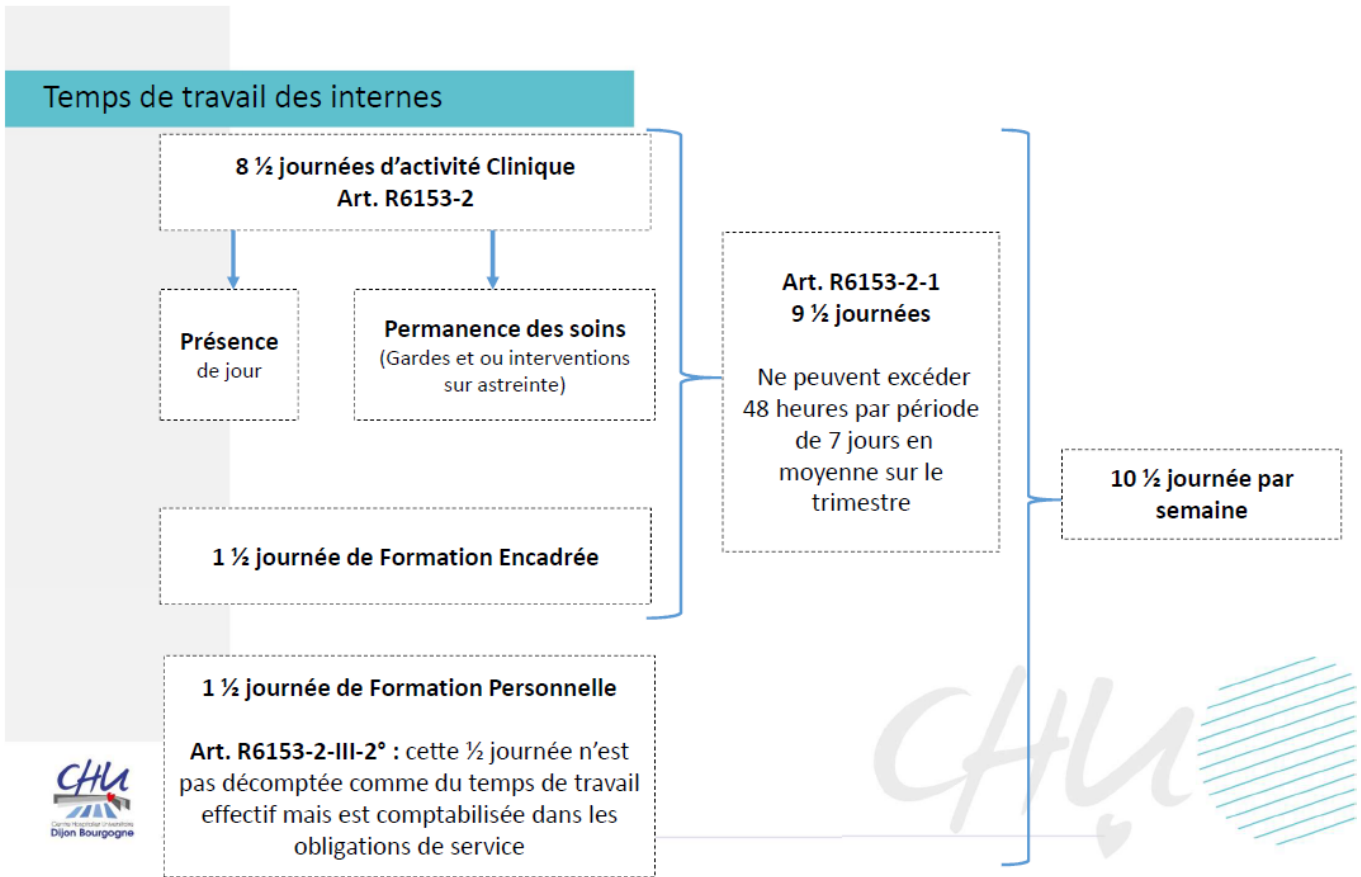 Temps de travail des internes
8 ½ journées d'activité Clinique
Art. R6153-2
Présence
de jour
Permanence des soins
(Gardes et ou interventions
sur astreinte)
1 ½ journée de Formation Encadrée
Art. R6153-2-1
9 ½ journées
Ne peuvent excéder
48 heures par période
de 7 jours en
moyenne sur le
trimestre
10 ½ journée par
semaine
1 ½ journée de Formation Personnelle
Art. R6153-2-III-2° : cette ½ journée n'est
pas décomptée comme du temps de travail
effectif mais est comptabilisée dans les
obligations de service
CHU
Centre Hospitalier Universitaire
Dijon Bourgogne
CHU